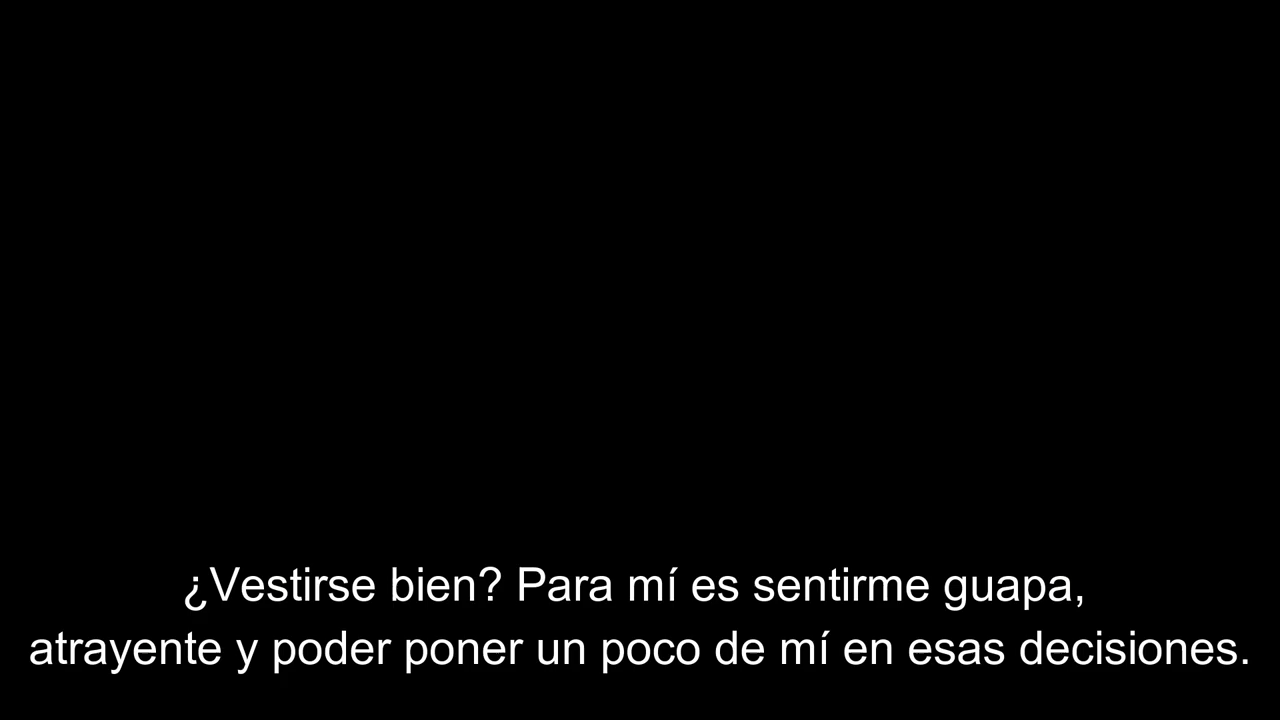 ¿Vestirse bien? Para mí es sentirme guapa,
atrayente y poder poner un poco de mí en esas decisiones.